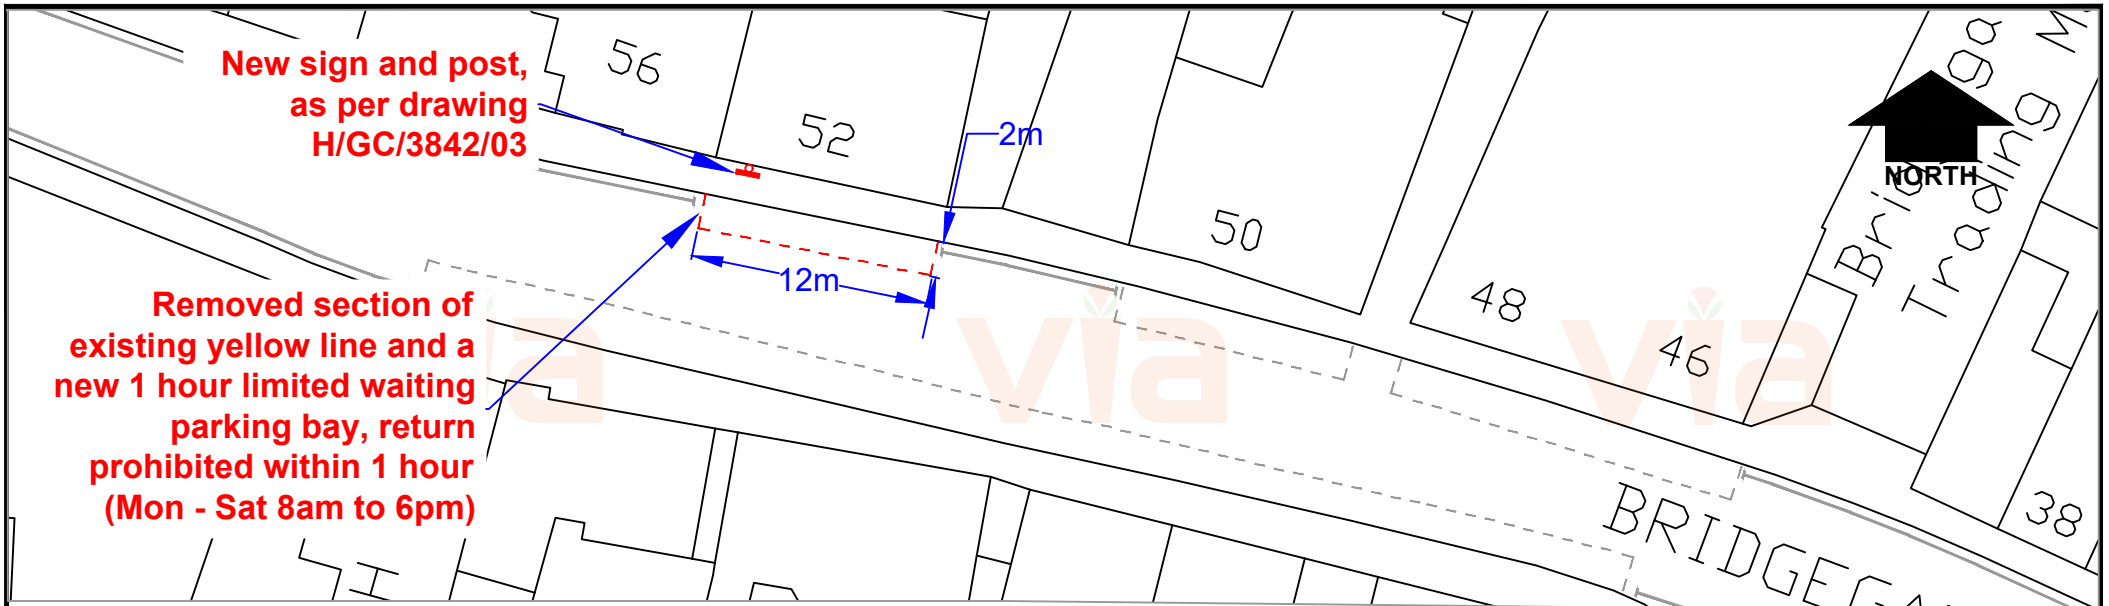 New sign and post,
as per drawing
H/GC/3842/03
56
52
2m
50
12m
48
46
38
NORTH
Trading
Removed section of
existing yellow line and a
new 1 hour limited waiting
parking bay, return
prohibited within 1 hour
(Mon - Sat 8am to 6pm)
via
via
BRIDGEGA